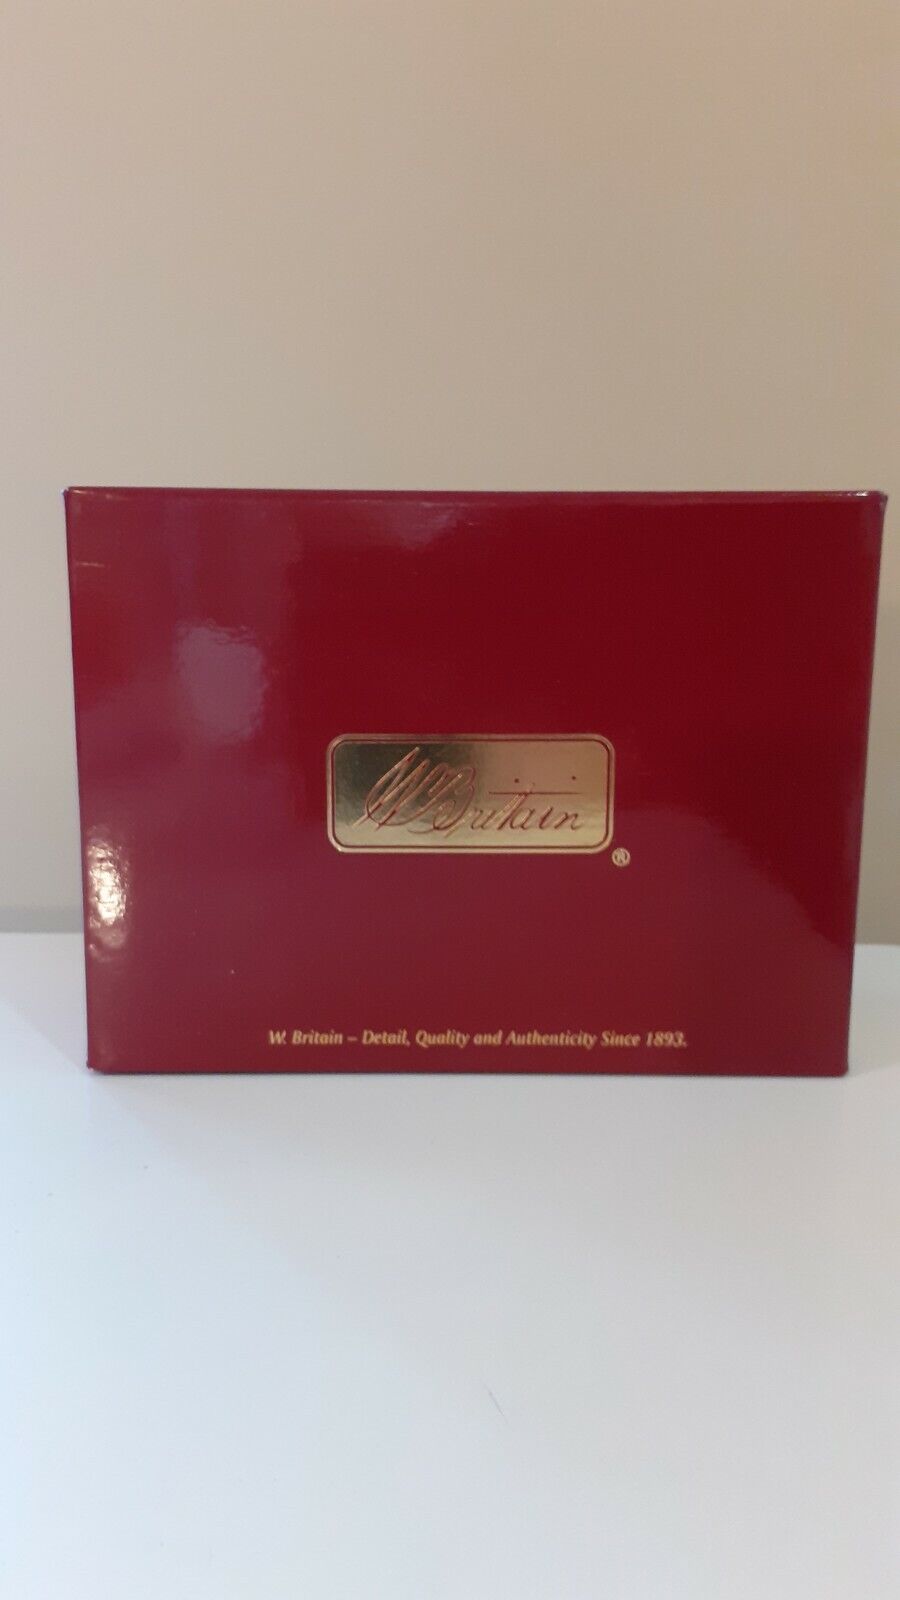 W Britain
®
W. Britain – Detail, Quality and Authenticity Since 1893.